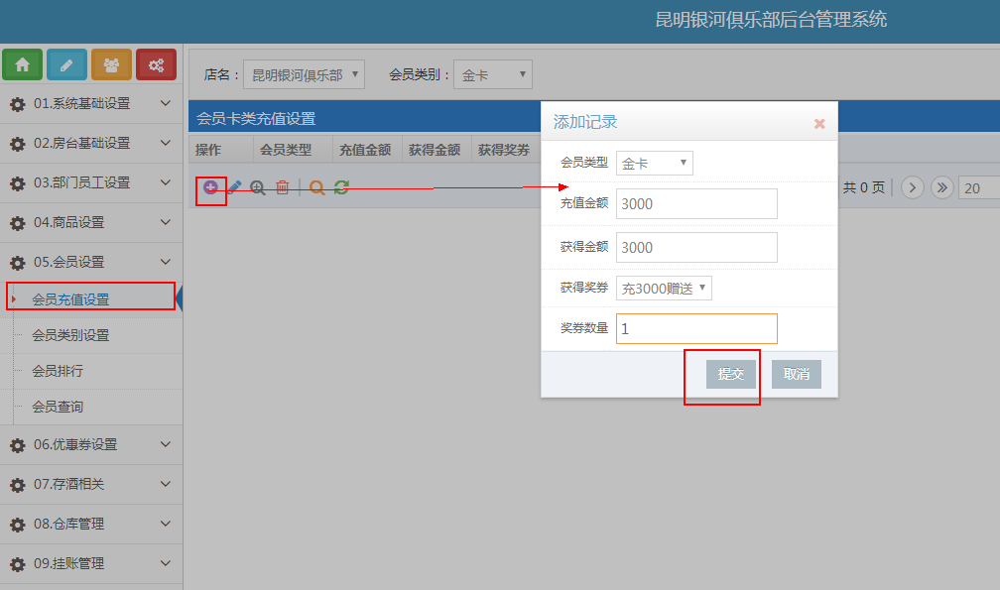 昆明银河俱乐部后台管理系统
店名： 昆明银河俱乐部 会员类别： 金卡
01.系统基础设置
02.房台基础设置
03.部门员工设置
04.商品设置
05.会员设置
会员充值设置
会员类别设置
会员排行
会员查询
06.优惠券设置
07.存酒相关
08.仓库管理
09.挂账管理
会员卡类充值设置
操作 会员类型 充值金额 获得金额 获得奖券
共 0 页 20
添加记录
会员类型 金卡
充值金额 3000
获得金额 3000
获得奖券 充3000赠送
奖券数量 1
提交 取消